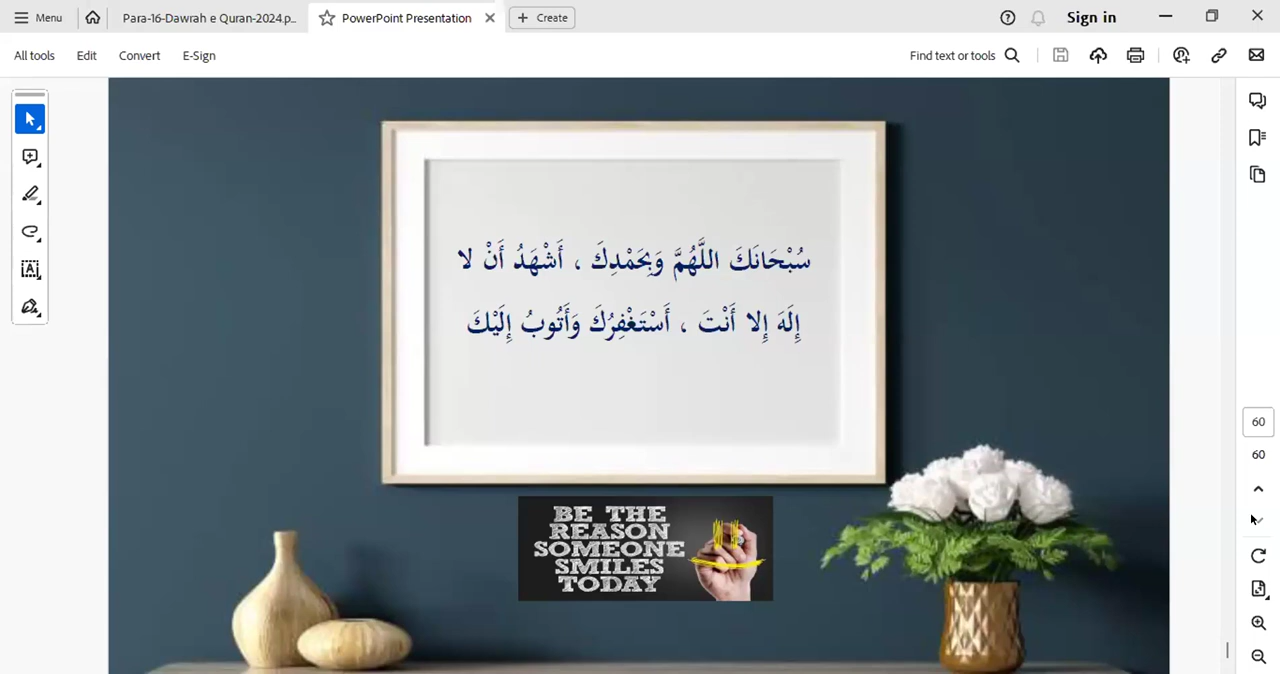 Menu
Para-16-Dawrah e Quran-2024.p...
PowerPoint Presentation
Create
Sign in
All tools
Edit
Convert
E-Sign
Find text or tools
سُبْحَانَكَ اللَّهُمَّ وَبِحَمْدِكَ ، أَشْهَدُ أَنْ لا
إِلَهَ إِلا أَنْتَ ، أَسْتَغْفِرُكَ وَأَتُوبُ إِلَيْكَ
BE THE
REASON
SOMEONE
SMILES
TODAY
60
60